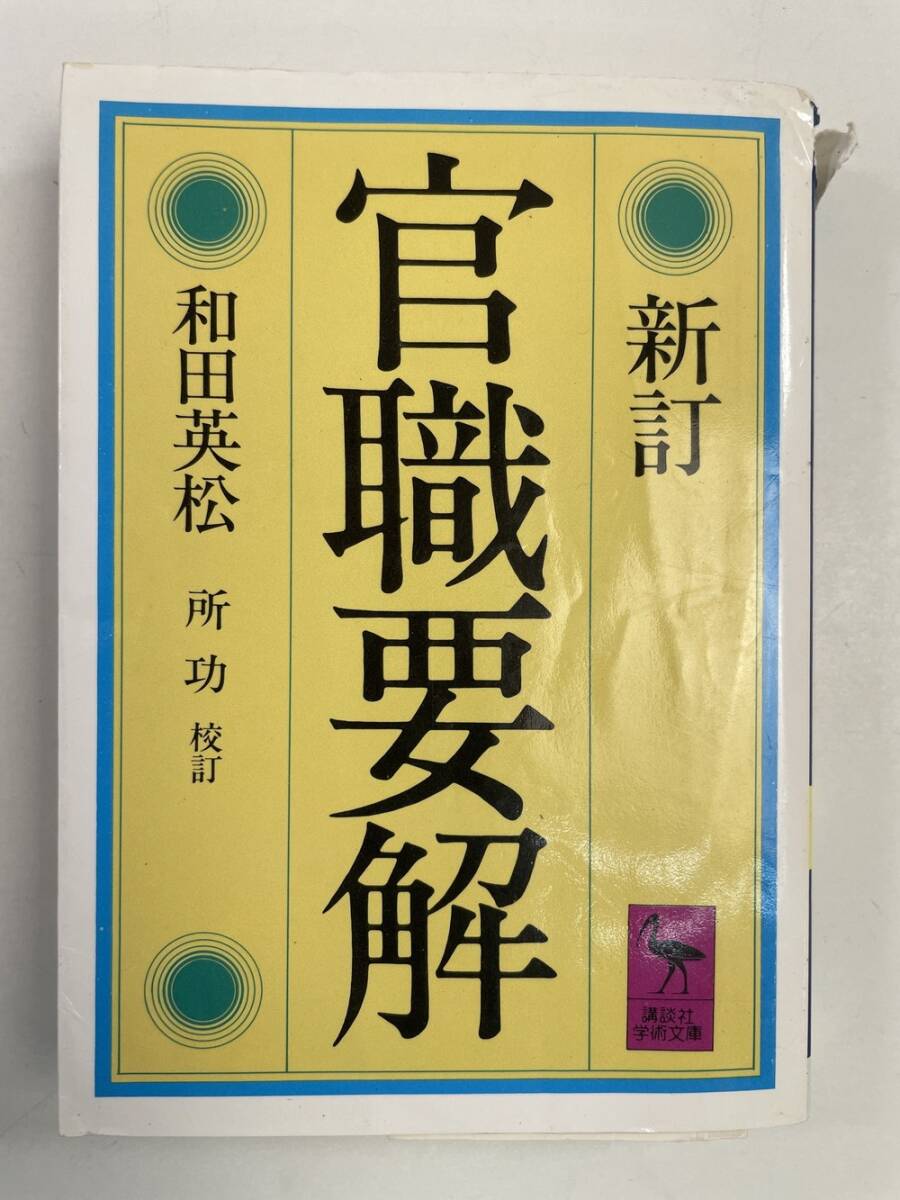 新訂
官職要解
和田英松
所功 校訂
講談社
学術文庫